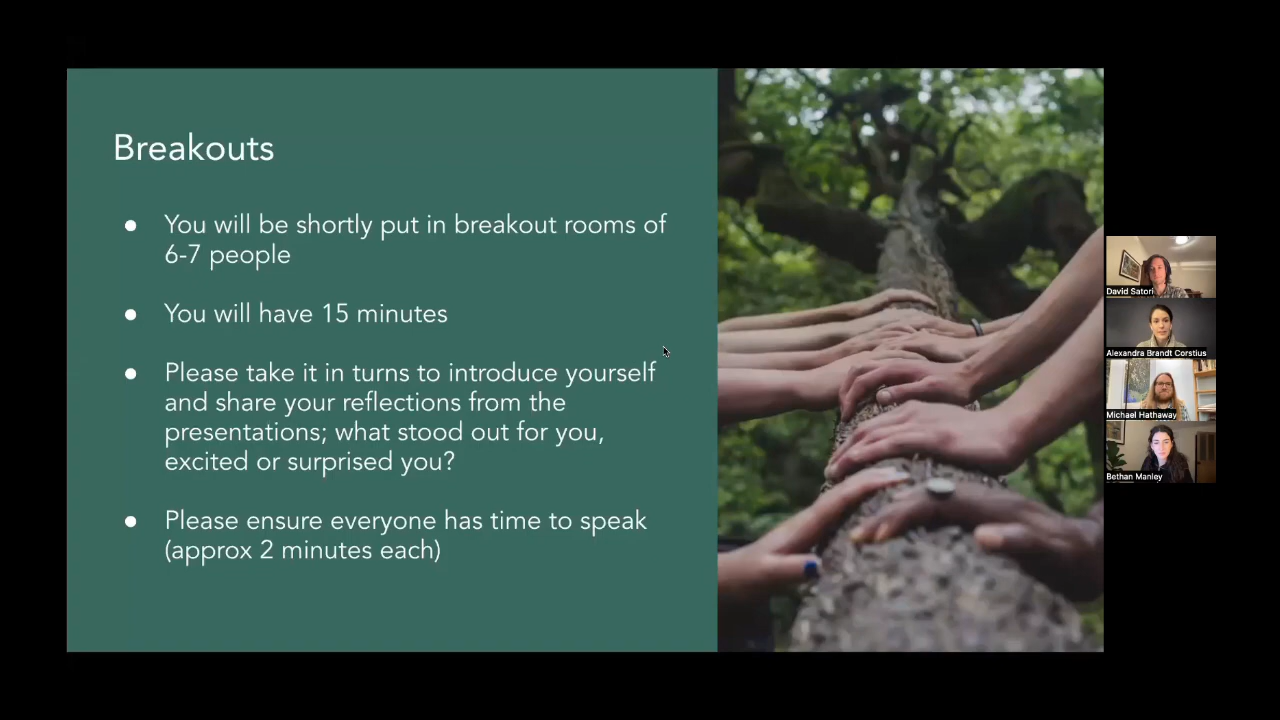 Breakouts
● You will be shortly put in breakout rooms of
6-7 people
● You will have 15 minutes
● Please take it in turns to introduce yourself
and share your reflections from the
presentations; what stood out for you,
excited or surprised you?
● Please ensure everyone has time to speak
(approx 2 minutes each)
David Satori
Alexandra Brandt Corstius
Michael Hathaway
Bethan Manley